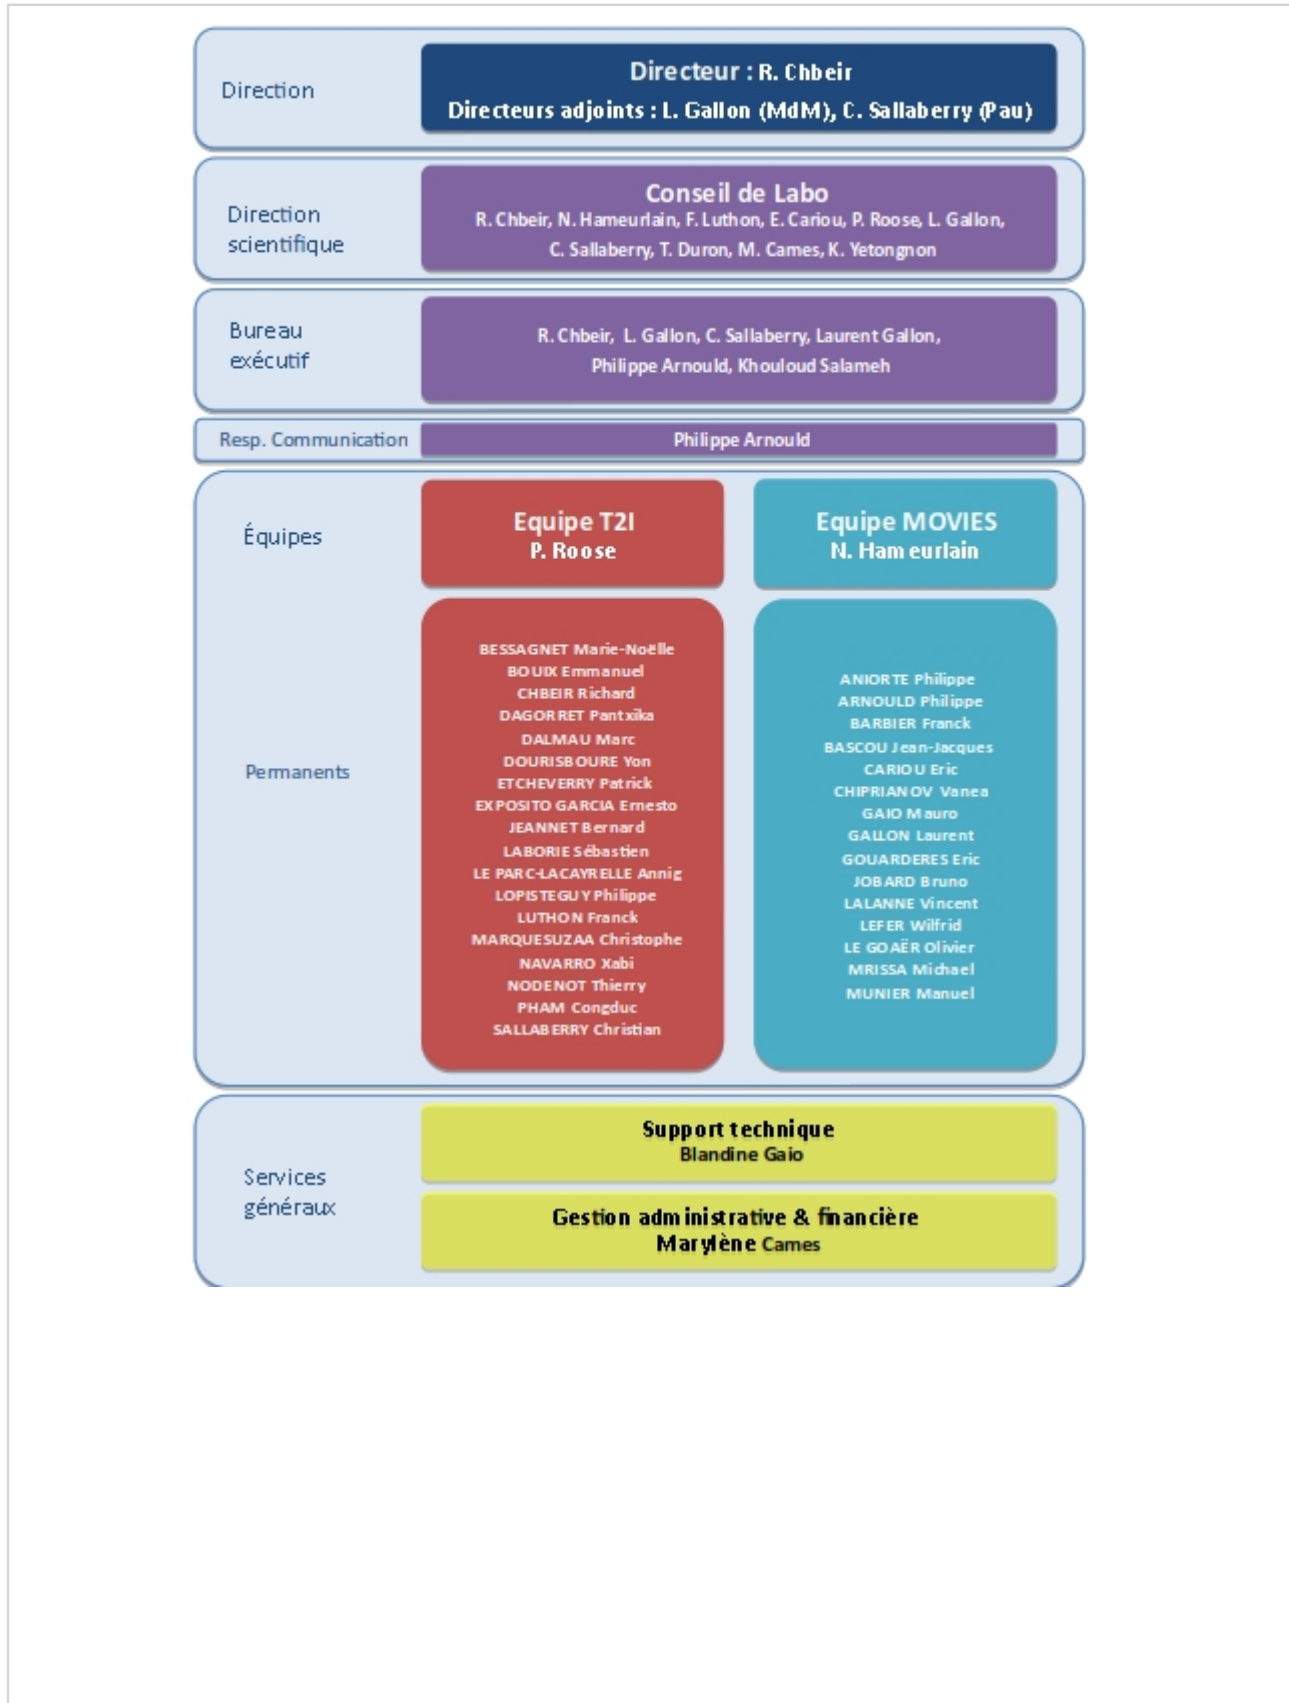 Direction
Directeur : R. Chbeir
Directeurs adjoints : L. Gallon (MdM), C. Sallaberry (Pau)
Direction
scientifique
Conseil de Labo
R. Chbeir, N. Hameurlain, F. Luthon, E. Cariou, P. Roose, L. Gallon,
C. Sallaberry, T. Duron, M. Cames, K. Yetongnon
Bureau
exécutif
R. Chbeir, L. Gallon, C. Sallaberry, Laurent Gallon,
Philippe Arnould, Khouloud Salameh
Resp. Communication
Philippe Arnould
Équipes
Equipe T2I
P. Roose
Equipe MOVIES
N. Hameurlain
Permanents
BESSAGNET Marie-Noëlle
BOUIX Emmanuel
CHBEIR Richard
DAGORRET Pantxika
DALMAU Marc
DOURISBOURE Yon
ETCHEVERRY Patrick
EXPOSITO GARCIA Ernesto
JEANNET Bernard
LABORIE Sébastien
LE PARC-LACAYRELLE Annig
LOPISTEGUY Philippe
LUTHON Franck
MARQUESUZAA Christophe
NAVARRO Xabi
NODENOT Thierry
PHAM Congduc
SALLABERRY Christian
ANIORTE Philippe
ARNOULD Philippe
BARBIER Franck
BASCOU Jean-Jacques
CARIOU Eric
CHIPRIANOV Vanea
GAIO Mauro
GALLON Laurent
GOUARDERES Eric
JOBARD Bruno
LALANNE Vincent
LEFER Wilfrid
LE GOAËR Olivier
MRISSA Michael
MUNIER Manuel
Services
généraux
Support technique
Blandine Gaio
Gestion administrative & financière
Marylène Cames